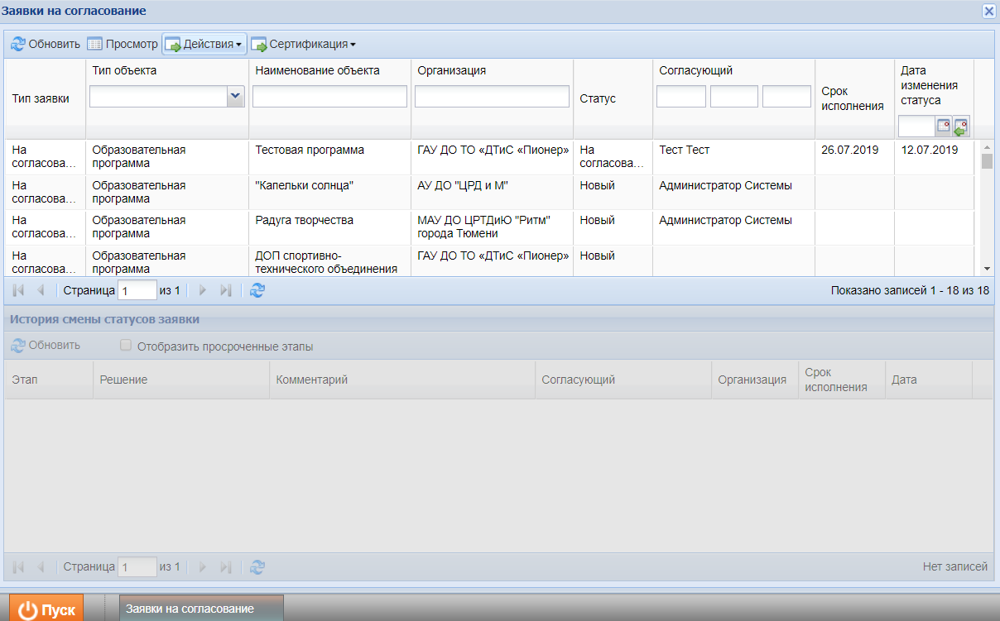 Заявки на согласование
Обновить Просмотр Действия Сертификация
Тип заявки Тип объекта Наименование объекта Организация Статус Согласующий Срок исполнения Дата изменения статуса
На согласова... Образовательная программа Тестовая программа ГАУ ДО ТО «ДТиС «Пионер» На согласова... Тест Тест 26.07.2019 12.07.2019
На согласова... Образовательная программа "Капельки солнца" АУ ДО "ЦРД и М" Новый Администратор Системы
На согласова... Образовательная программа Радуга творчества МАУ ДО ЦРТДиЮ "Ритм" города Тюмени Новый Администратор Системы
На согласова... Образовательная программа ДОП спортивно-технического объединения ГАУ ДО ТО «ДТиС «Пионер» Новый
Страница 1 из 1 Показано записей 1 - 18 из 18
История смены статусов заявки
Обновить Отобразить просроченные этапы
Этап Решение Комментарий Согласующий Организация Срок исполнения Дата
Страница 1 из 1 Нет записей
Пуск Заявки на согласование